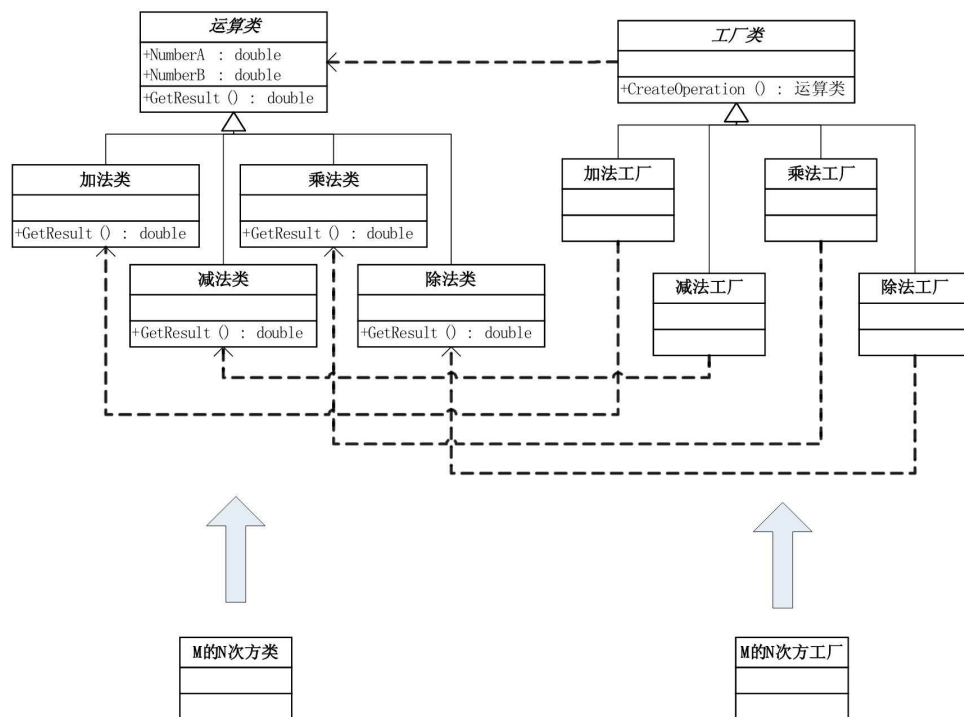 运算类
+NumberA : double
+NumberB : double
+GetResult () : double
工厂类
+CreateOperation () : 运算类
加法类
+GetResult () : double
乘法类
+GetResult () : double
减法类
+GetResult () : double
除法类
+GetResult () : double
加法工厂
乘法工厂
减法工厂
除法工厂
M的N次方类
M的N次方工厂